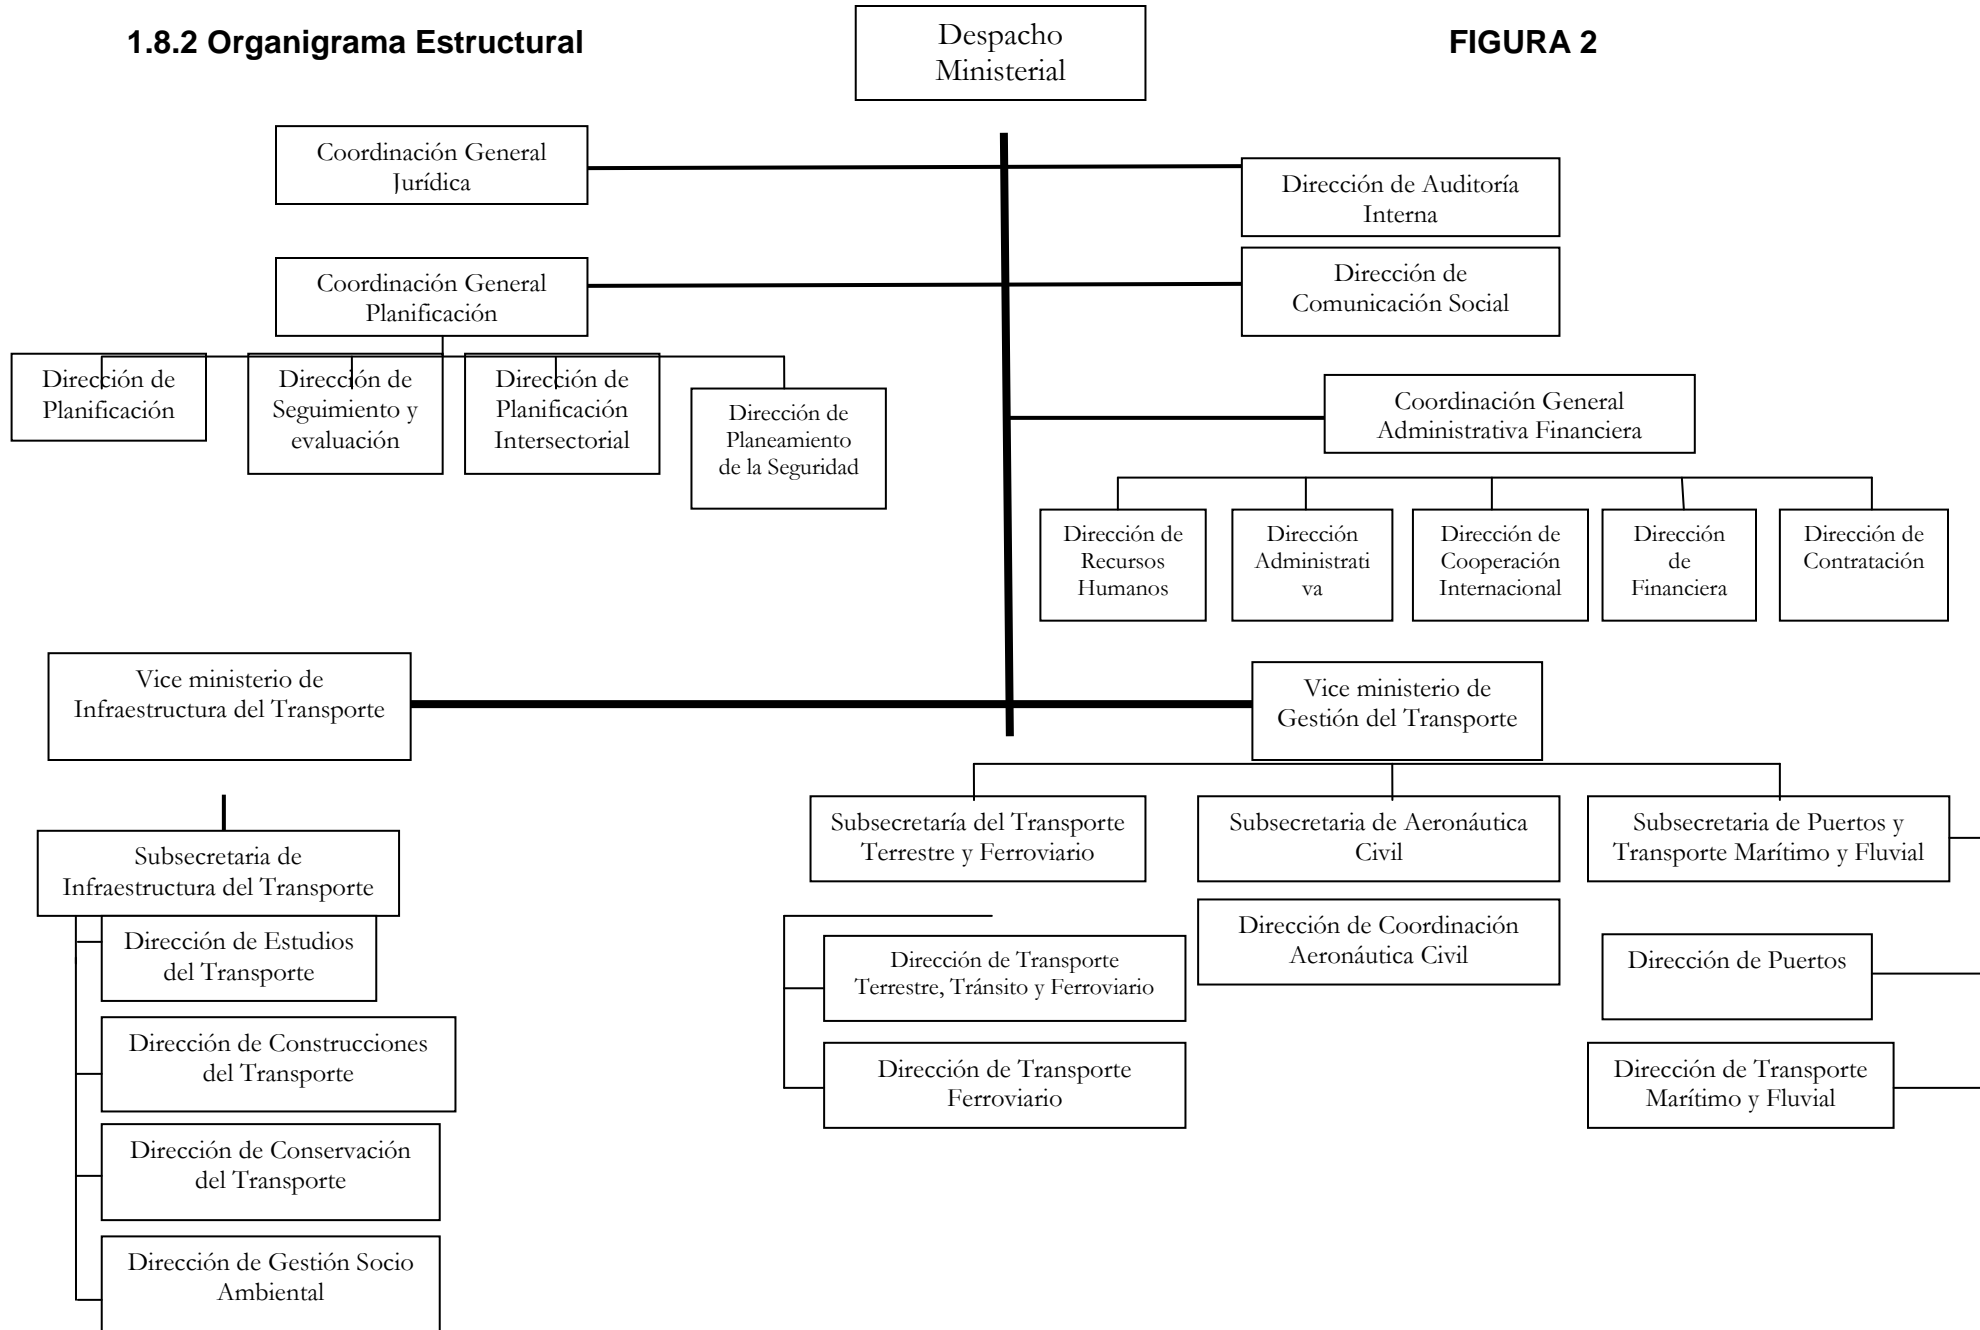 1.8.2 Organigrama Estructural
FIGURA 2
Despacho
Ministerial
Coordinación General
Jurídica
Dirección de Auditoría
Interna
Coordinación General
Planificación
Dirección de
Comunicación Social
Dirección de
Planificación
Dirección de
Seguimiento y
evaluación
Dirección de
Planificación
Intersectorial
Dirección de
Planeamiento
de la Seguridad
Coordinación General
Administrativa Financiera
Dirección de
Recursos
Humanos
Dirección
Administrati
va
Dirección de
Cooperación
Internacional
Dirección
de
Financiera
Dirección de
Contratación
Vice ministerio de
Infraestructura del Transporte
Vice ministerio de
Gestión del Transporte
Subsecretaria de
Infraestructura del Transporte
Dirección de Estudios
del Transporte
Dirección de Construcciones
del Transporte
Dirección de Conservación
del Transporte
Dirección de Gestión Socio
Ambiental
Subsecretaría del Transporte
Terrestre y Ferroviario
Dirección de Transporte
Terrestre, Tránsito y Ferroviario
Dirección de Transporte
Ferroviario
Subsecretaria de Aeronáutica
Civil
Dirección de Coordinación
Aeronáutica Civil
Subsecretaria de Puertos y
Transporte Marítimo y Fluvial
Dirección de Puertos
Dirección de Transporte
Marítimo y Fluvial